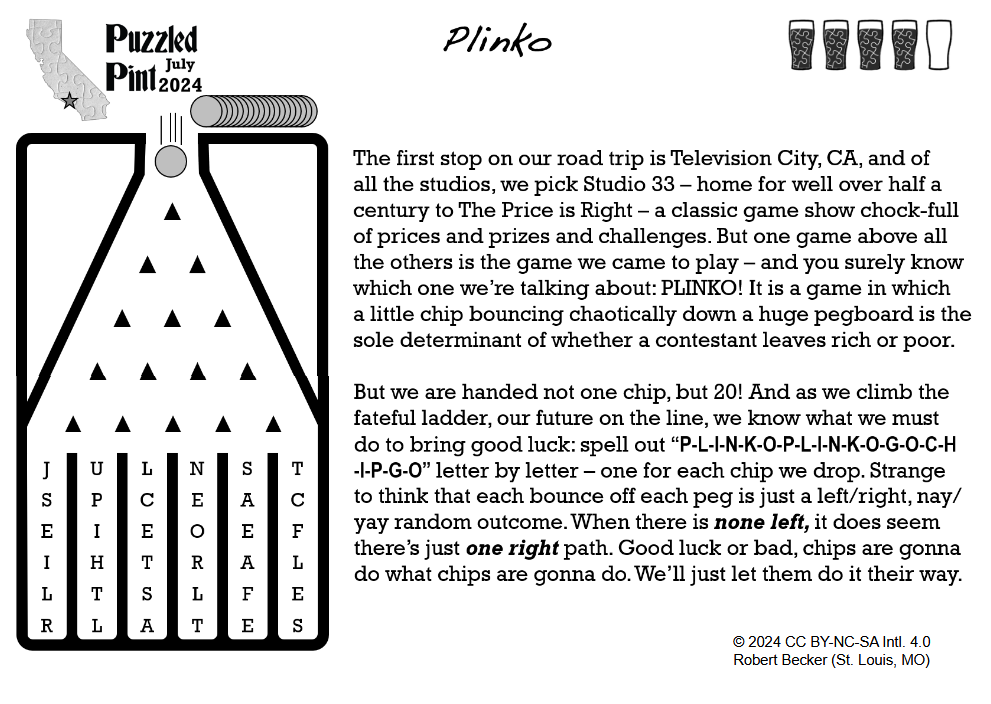 Puzzled
Pint July
2024
Plinko
The first stop on our road trip is Television City, CA, and of
all the studios, we pick Studio 33 – home for well over half a
century to The Price is Right – a classic game show chock-full
of prices and prizes and challenges. But one game above all
the others is the game we came to play – and you surely know
which one we're talking about: PLINKO! It is a game in which
a little chip bouncing chaotically down a huge pegboard is the
sole determinant of whether a contestant leaves rich or poor.
But we are handed not one chip, but 20! And as we climb the
fateful ladder, our future on the line, we know what we must
do to bring good luck: spell out “P-L-I-N-K-O-P-L-I-N-K-O-G-O-C-H
-I-P-G-O” letter by letter – one for each chip we drop. Strange
to think that each bounce off each peg is just a left/right, nay/
yay random outcome. When there is none left, it does seem
there's just one right path. Good luck or bad, chips are gonna
do what chips are gonna do. We'll just let them do it their way.
J U L N S T
S P C E A C
E I E O E F
I H T R A L
L T S L F E
R L A T E S
© 2024 CC BY-NC-SA Intl. 4.0
Robert Becker (St. Louis, MO)